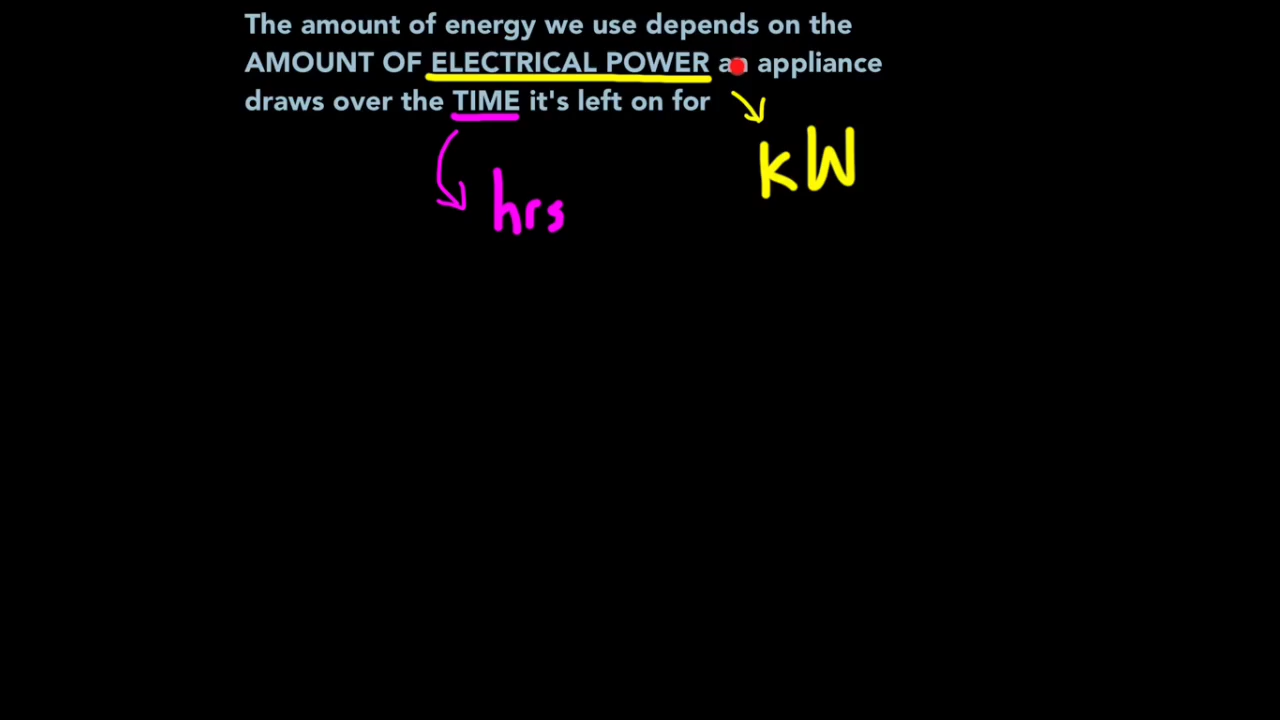 The amount of energy we use depends on the
AMOUNT OF ELECTRICAL POWER an appliance
draws over the TIME it's left on for
kW
hrs